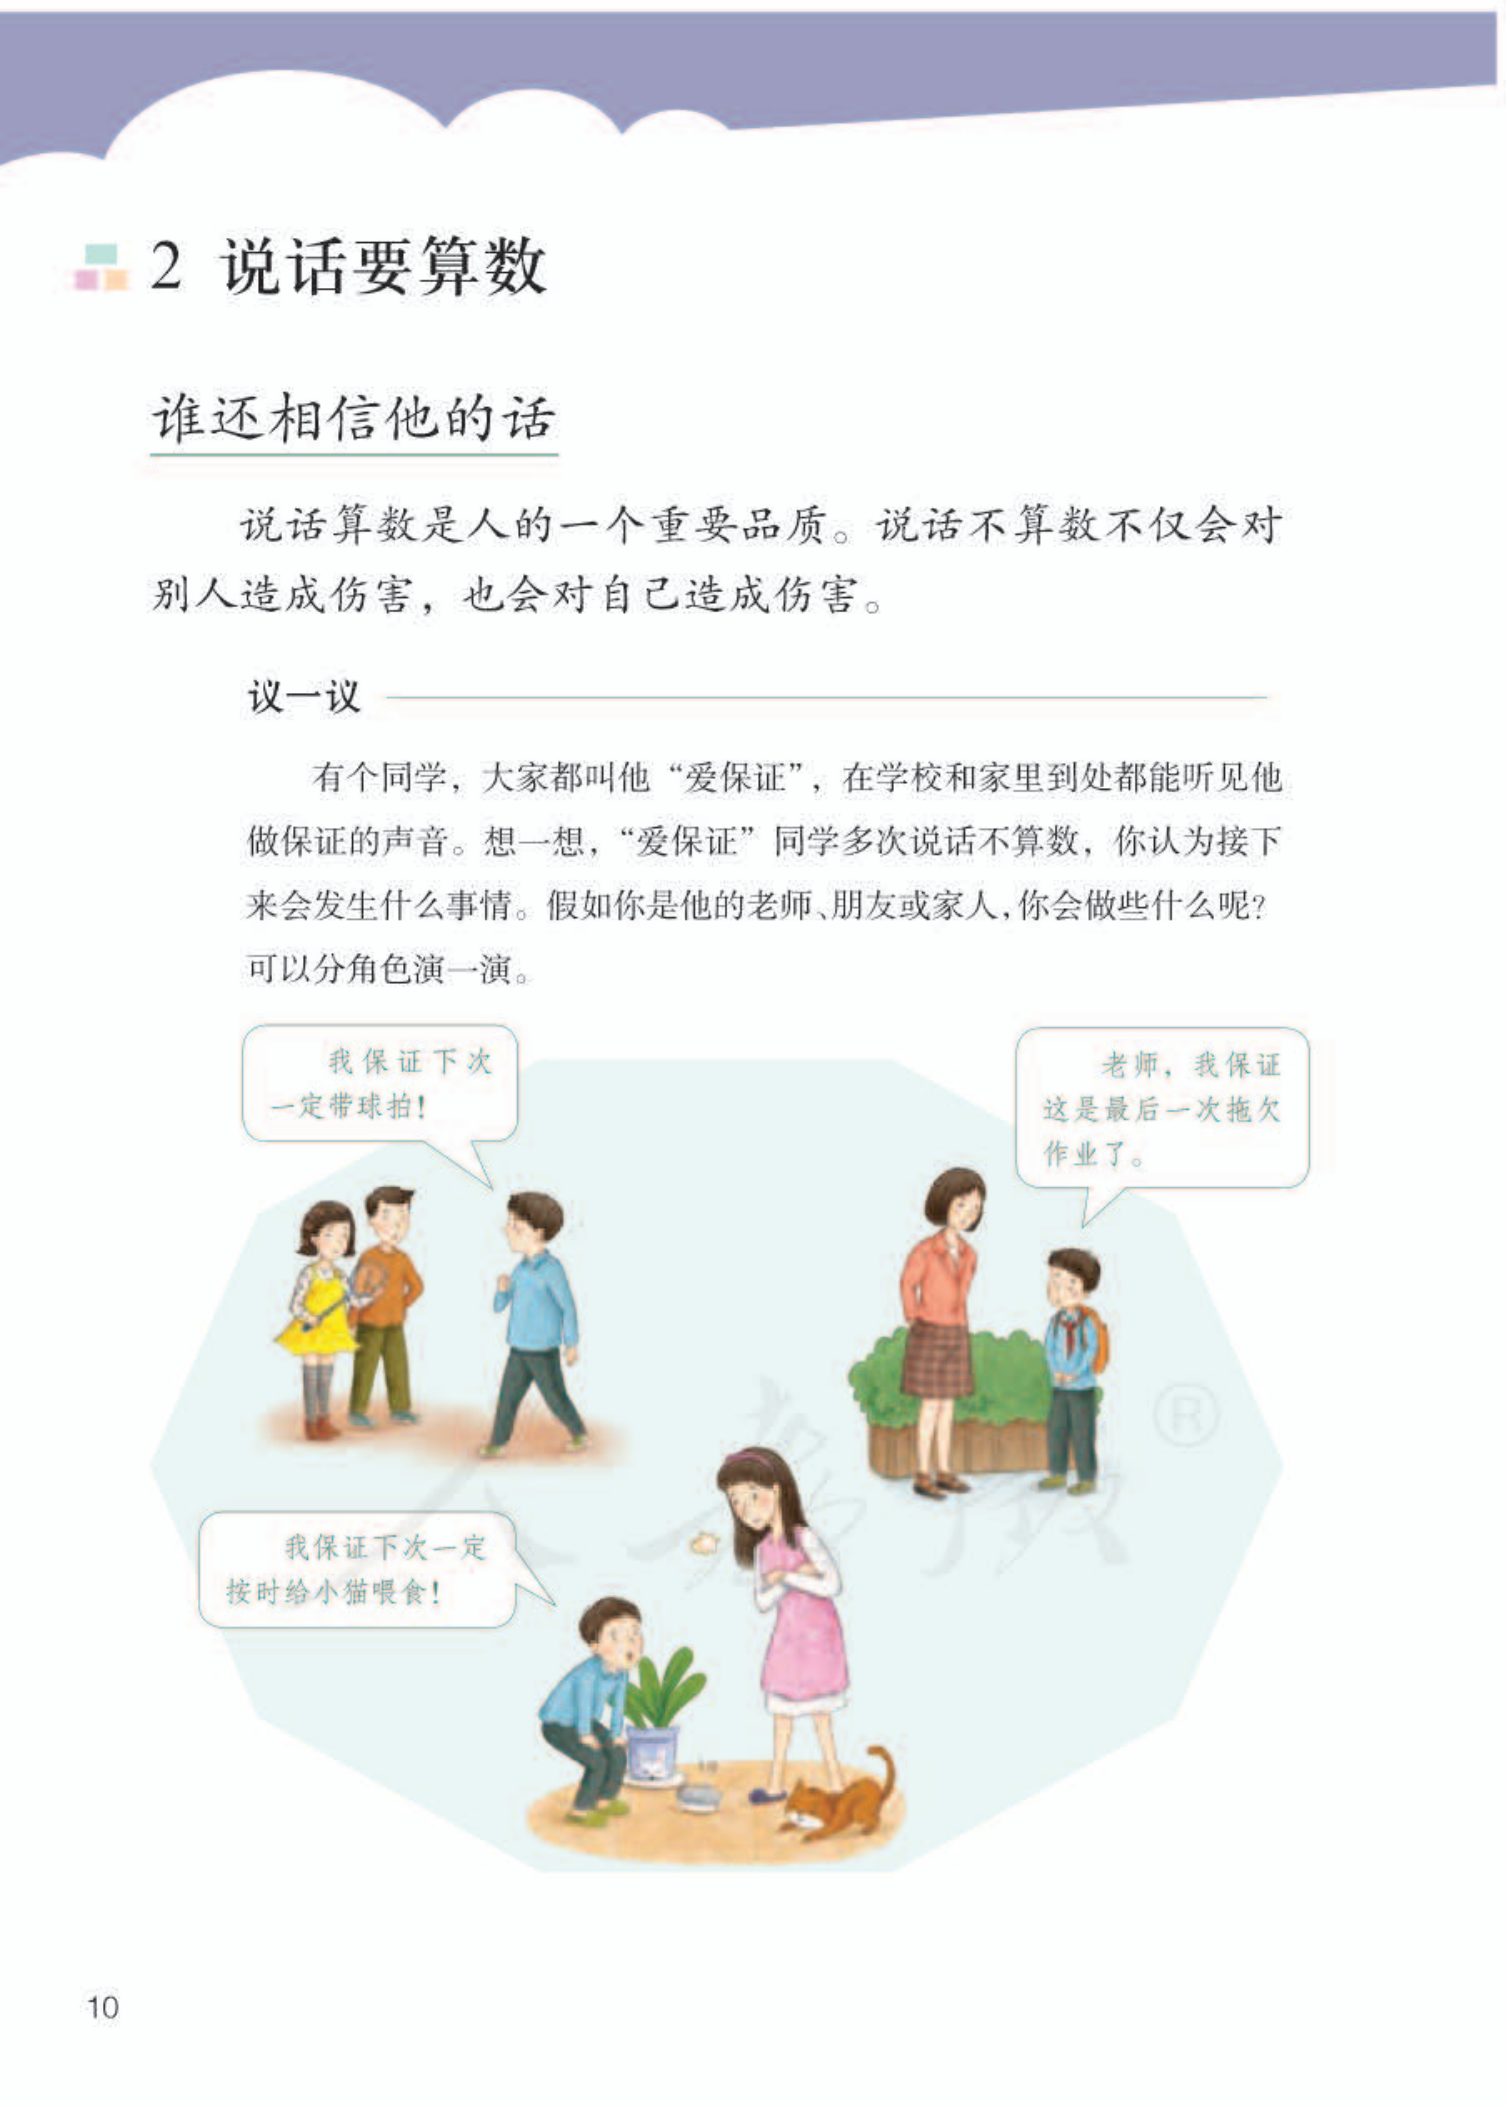 2 说话要算数
谁还相信他的话
说话算数是人的一个重要品质。说话不算数不仅会对
别人造成伤害，也会对自己造成伤害。
议一议
有个同学，大家都叫他“爱保证”，在学校和家里到处都能听见他
做保证的声音。想一想，“爱保证”同学多次说话不算数，你认为接下
来会发生什么事情。假如你是他的老师、朋友或家人，你会做些什么呢？
可以分角色演一演。
我保证下次
一定带球拍！
老师，我保证
这是最后一次拖欠
作业了。
我保证下次一定
按时给小猫喂食！
人教教
®
10